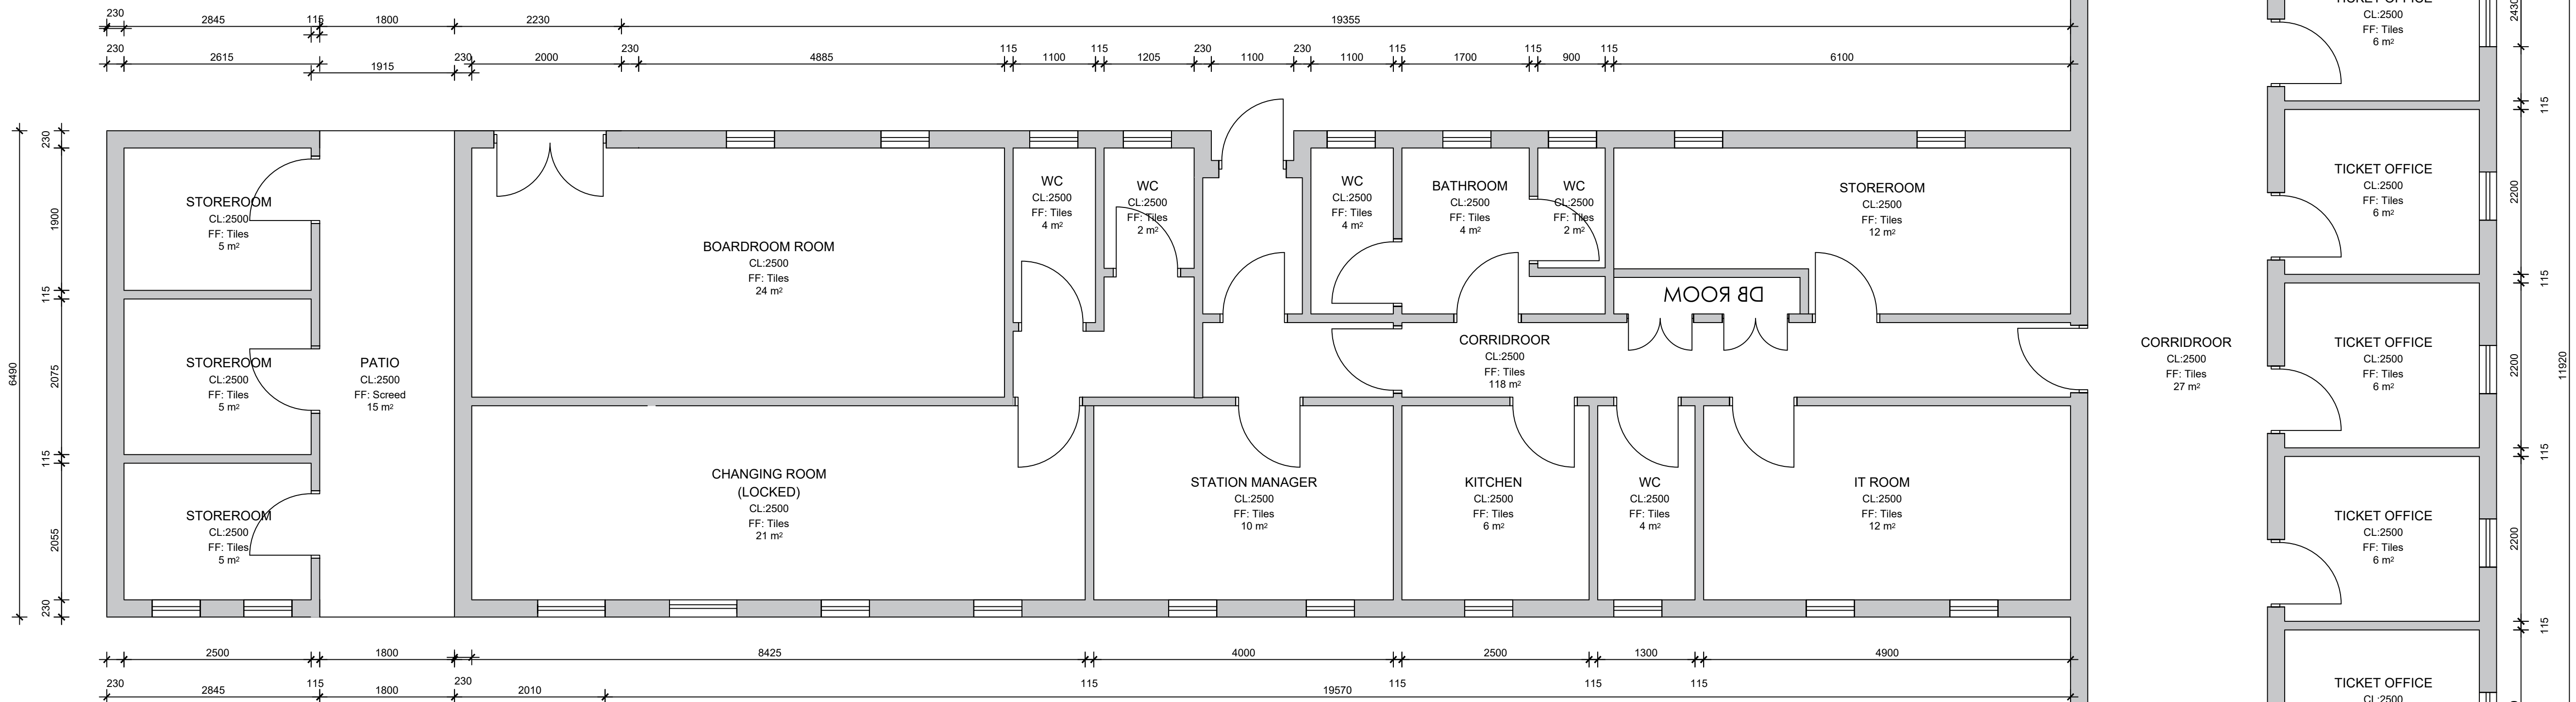 230
2845
115
1800
2230
19355
230
2615
1915
230
2000
230
4885
115
1100
115
1205
230
1100
230
1100
115
1700
115
900
115
6100
6490
230
1900
115
2075
115
2055
230
STOREROOM
CL:2500
FF: Tiles
5 m²
STOREROOM
CL:2500
FF: Tiles
5 m²
STOREROOM
CL:2500
FF: Tiles
5 m²
PATIO
CL:2500
FF: Screed
15 m²
BOARDROOM ROOM
CL:2500
FF: Tiles
24 m²
CHANGING ROOM
(LOCKED)
CL:2500
FF: Tiles
21 m²
WC
CL:2500
FF: Tiles
4 m²
WC
CL:2500
FF: Tiles
2 m²
WC
CL:2500
FF: Tiles
4 m²
BATHROOM
CL:2500
FF: Tiles
4 m²
WC
CL:2500
FF: Tiles
2 m²
STOREROOM
CL:2500
FF: Tiles
12 m²
DB ROOM
CORRIDROOR
CL:2500
FF: Tiles
118 m²
STATION MANAGER
CL:2500
FF: Tiles
10 m²
KITCHEN
CL:2500
FF: Tiles
6 m²
WC
CL:2500
FF: Tiles
4 m²
IT ROOM
CL:2500
FF: Tiles
12 m²
CORRIDROOR
CL:2500
FF: Tiles
27 m²
TICKET OFFICE
CL:2500
FF: Tiles
6 m²
TICKET OFFICE
CL:2500
FF: Tiles
6 m²
TICKET OFFICE
CL:2500
FF: Tiles
6 m²
TICKET OFFICE
CL:2500
FF: Tiles
6 m²
TICKET OFFICE
CL:2500
2430
115
2200
115
2200
115
2200
115
11920
2500
1800
8425
4000
2500
1300
4900
230
2845
115
1800
230
2010
115
19570
115
115
115